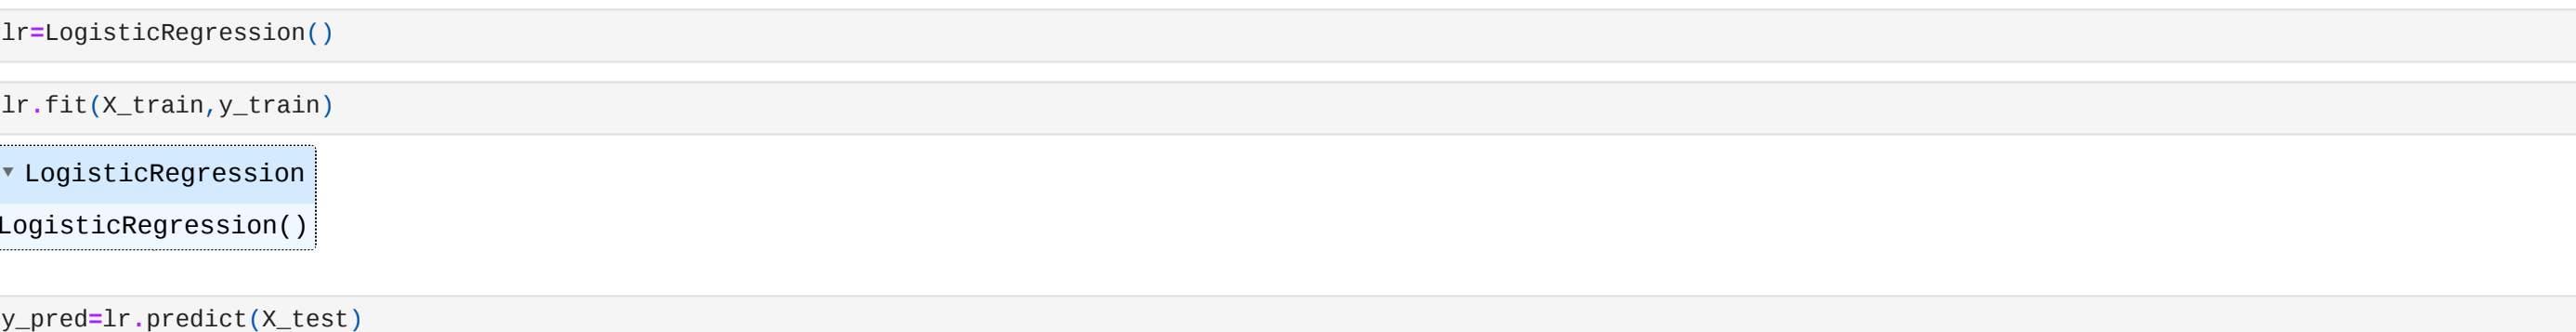 lr=LogisticRegression()
lr.fit(X_train,y_train)
LogisticRegression
LogisticRegression()
y_pred=lr.predict(X_test)